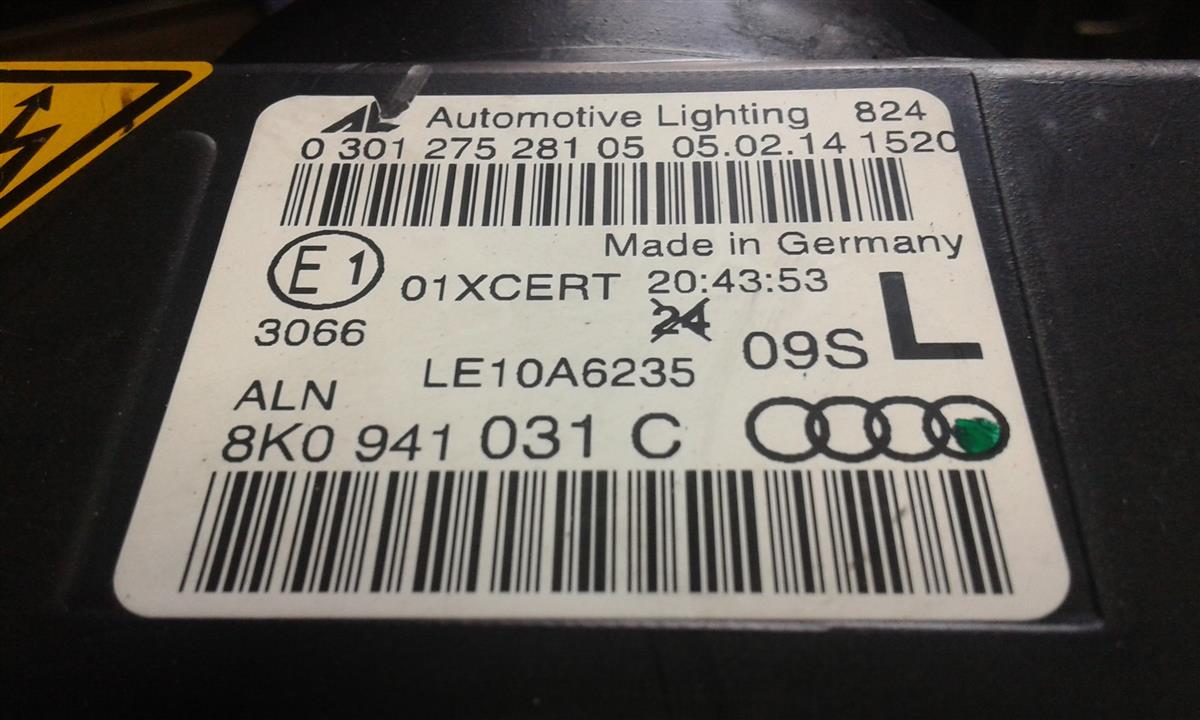 AL Automotive Lighting 824
0 301 275 281 05 05.02.14 1520
Made in Germany
E1 01XCERT 20:43:53
24
3066 09S L
LE10A6235
ALN
8K0 941 031 C